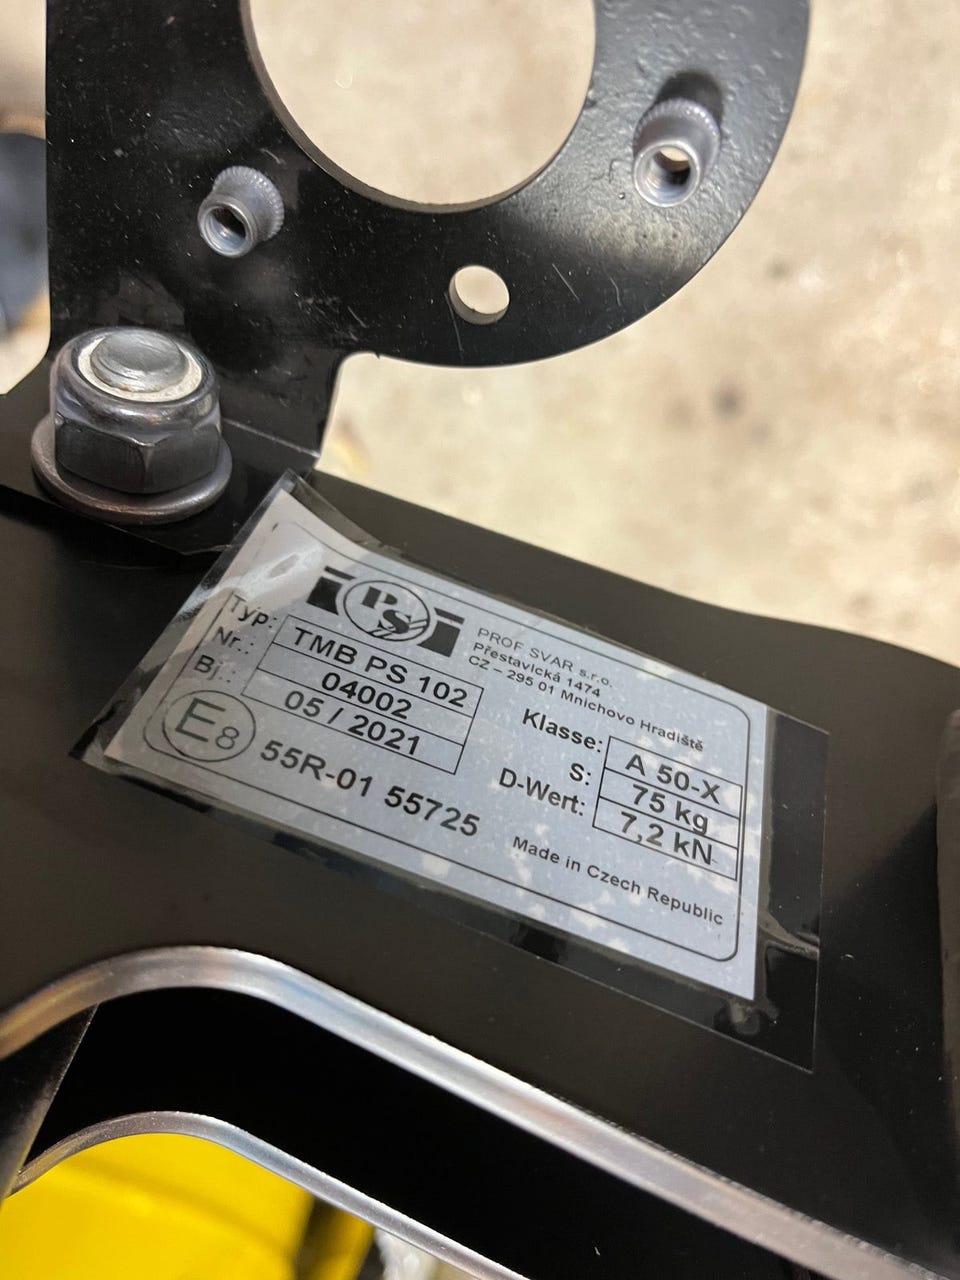 PS
PROF SVAR s.r.o.
Přestavická 1474
CZ – 295 01 Mnichovo Hradiště
Typ: TMB PS 102
Nr.: 04002
Bj.: 05 / 2021
E8 55R-01 55725
Klasse: A 50-X
S: 75 kg
D-Wert: 7,2 kN
Made in Czech Republic